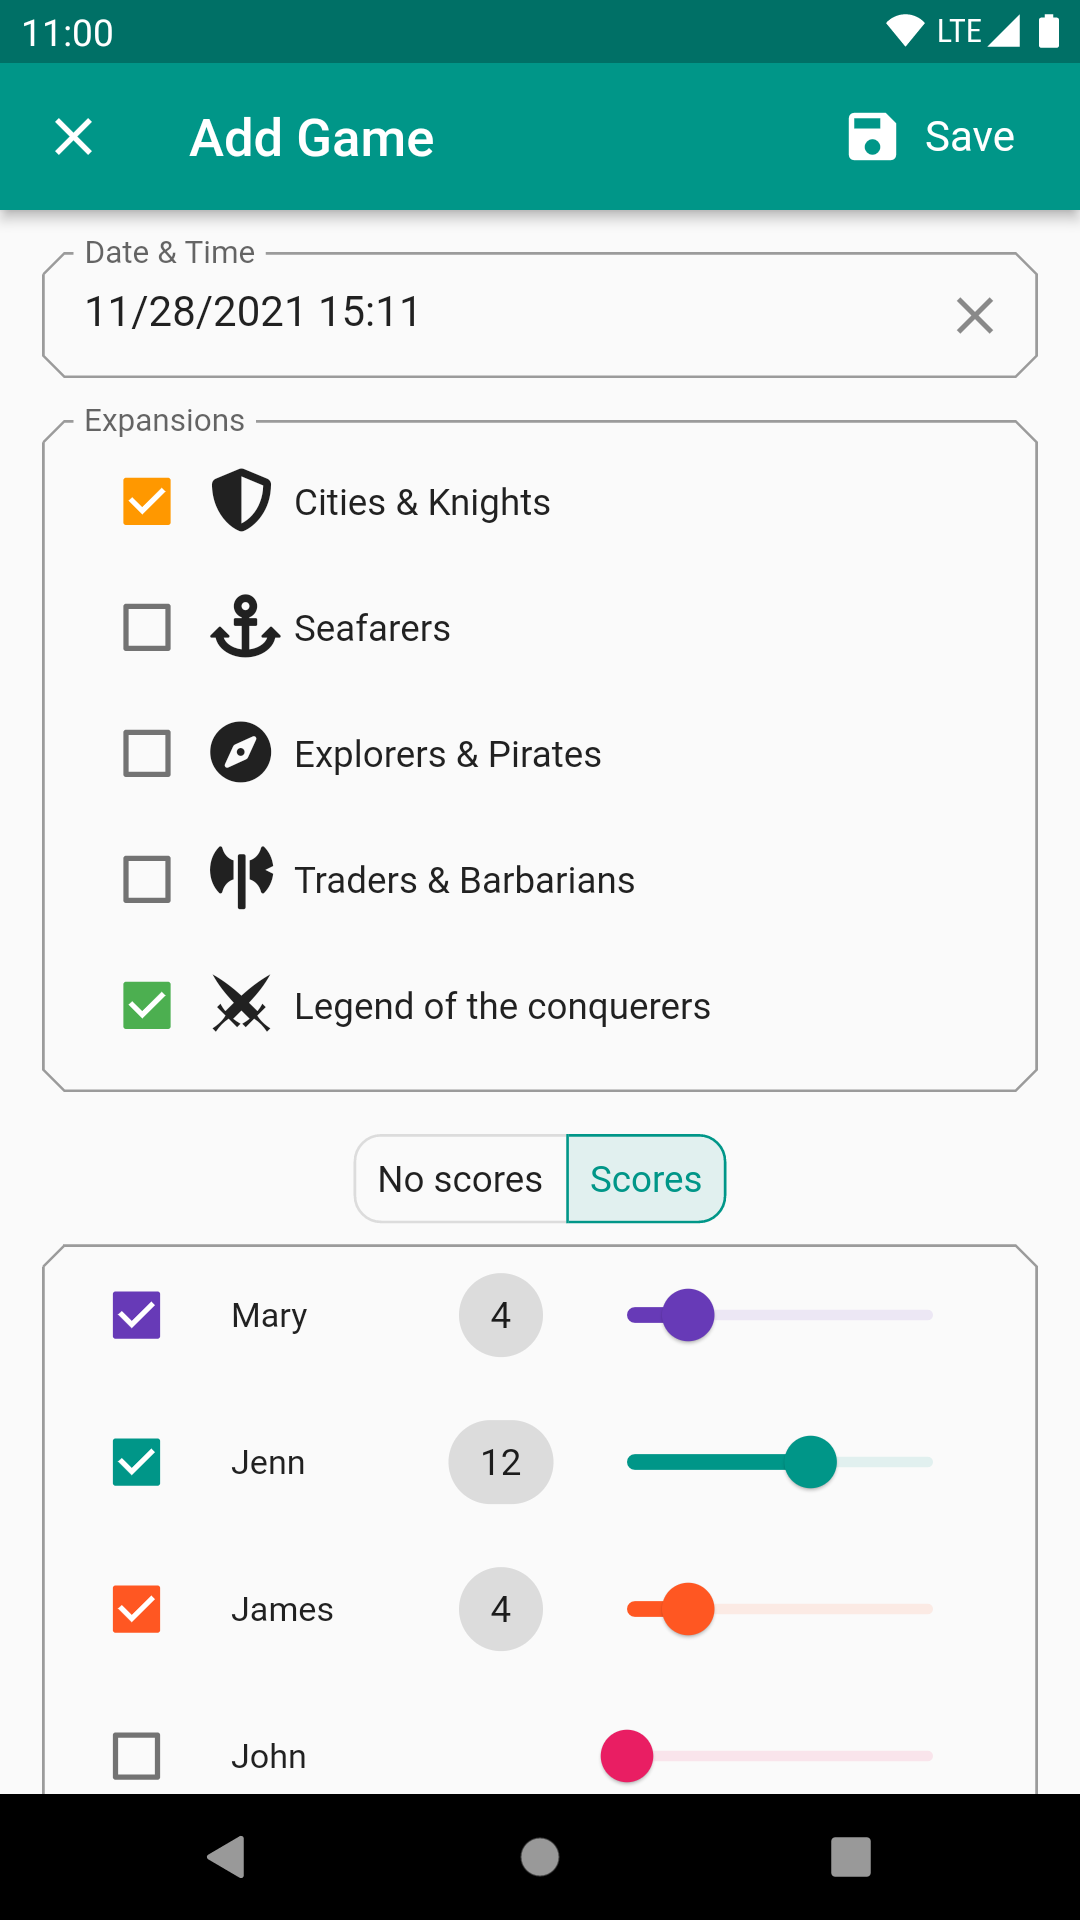 11:00 LTE
Add Game Save
Date & Time
11/28/2021 15:11
Expansions
Cities & Knights
Seafarers
Explorers & Pirates
Traders & Barbarians
Legend of the conquerers
No scores Scores
Mary 4
Jenn 12
James 4
John